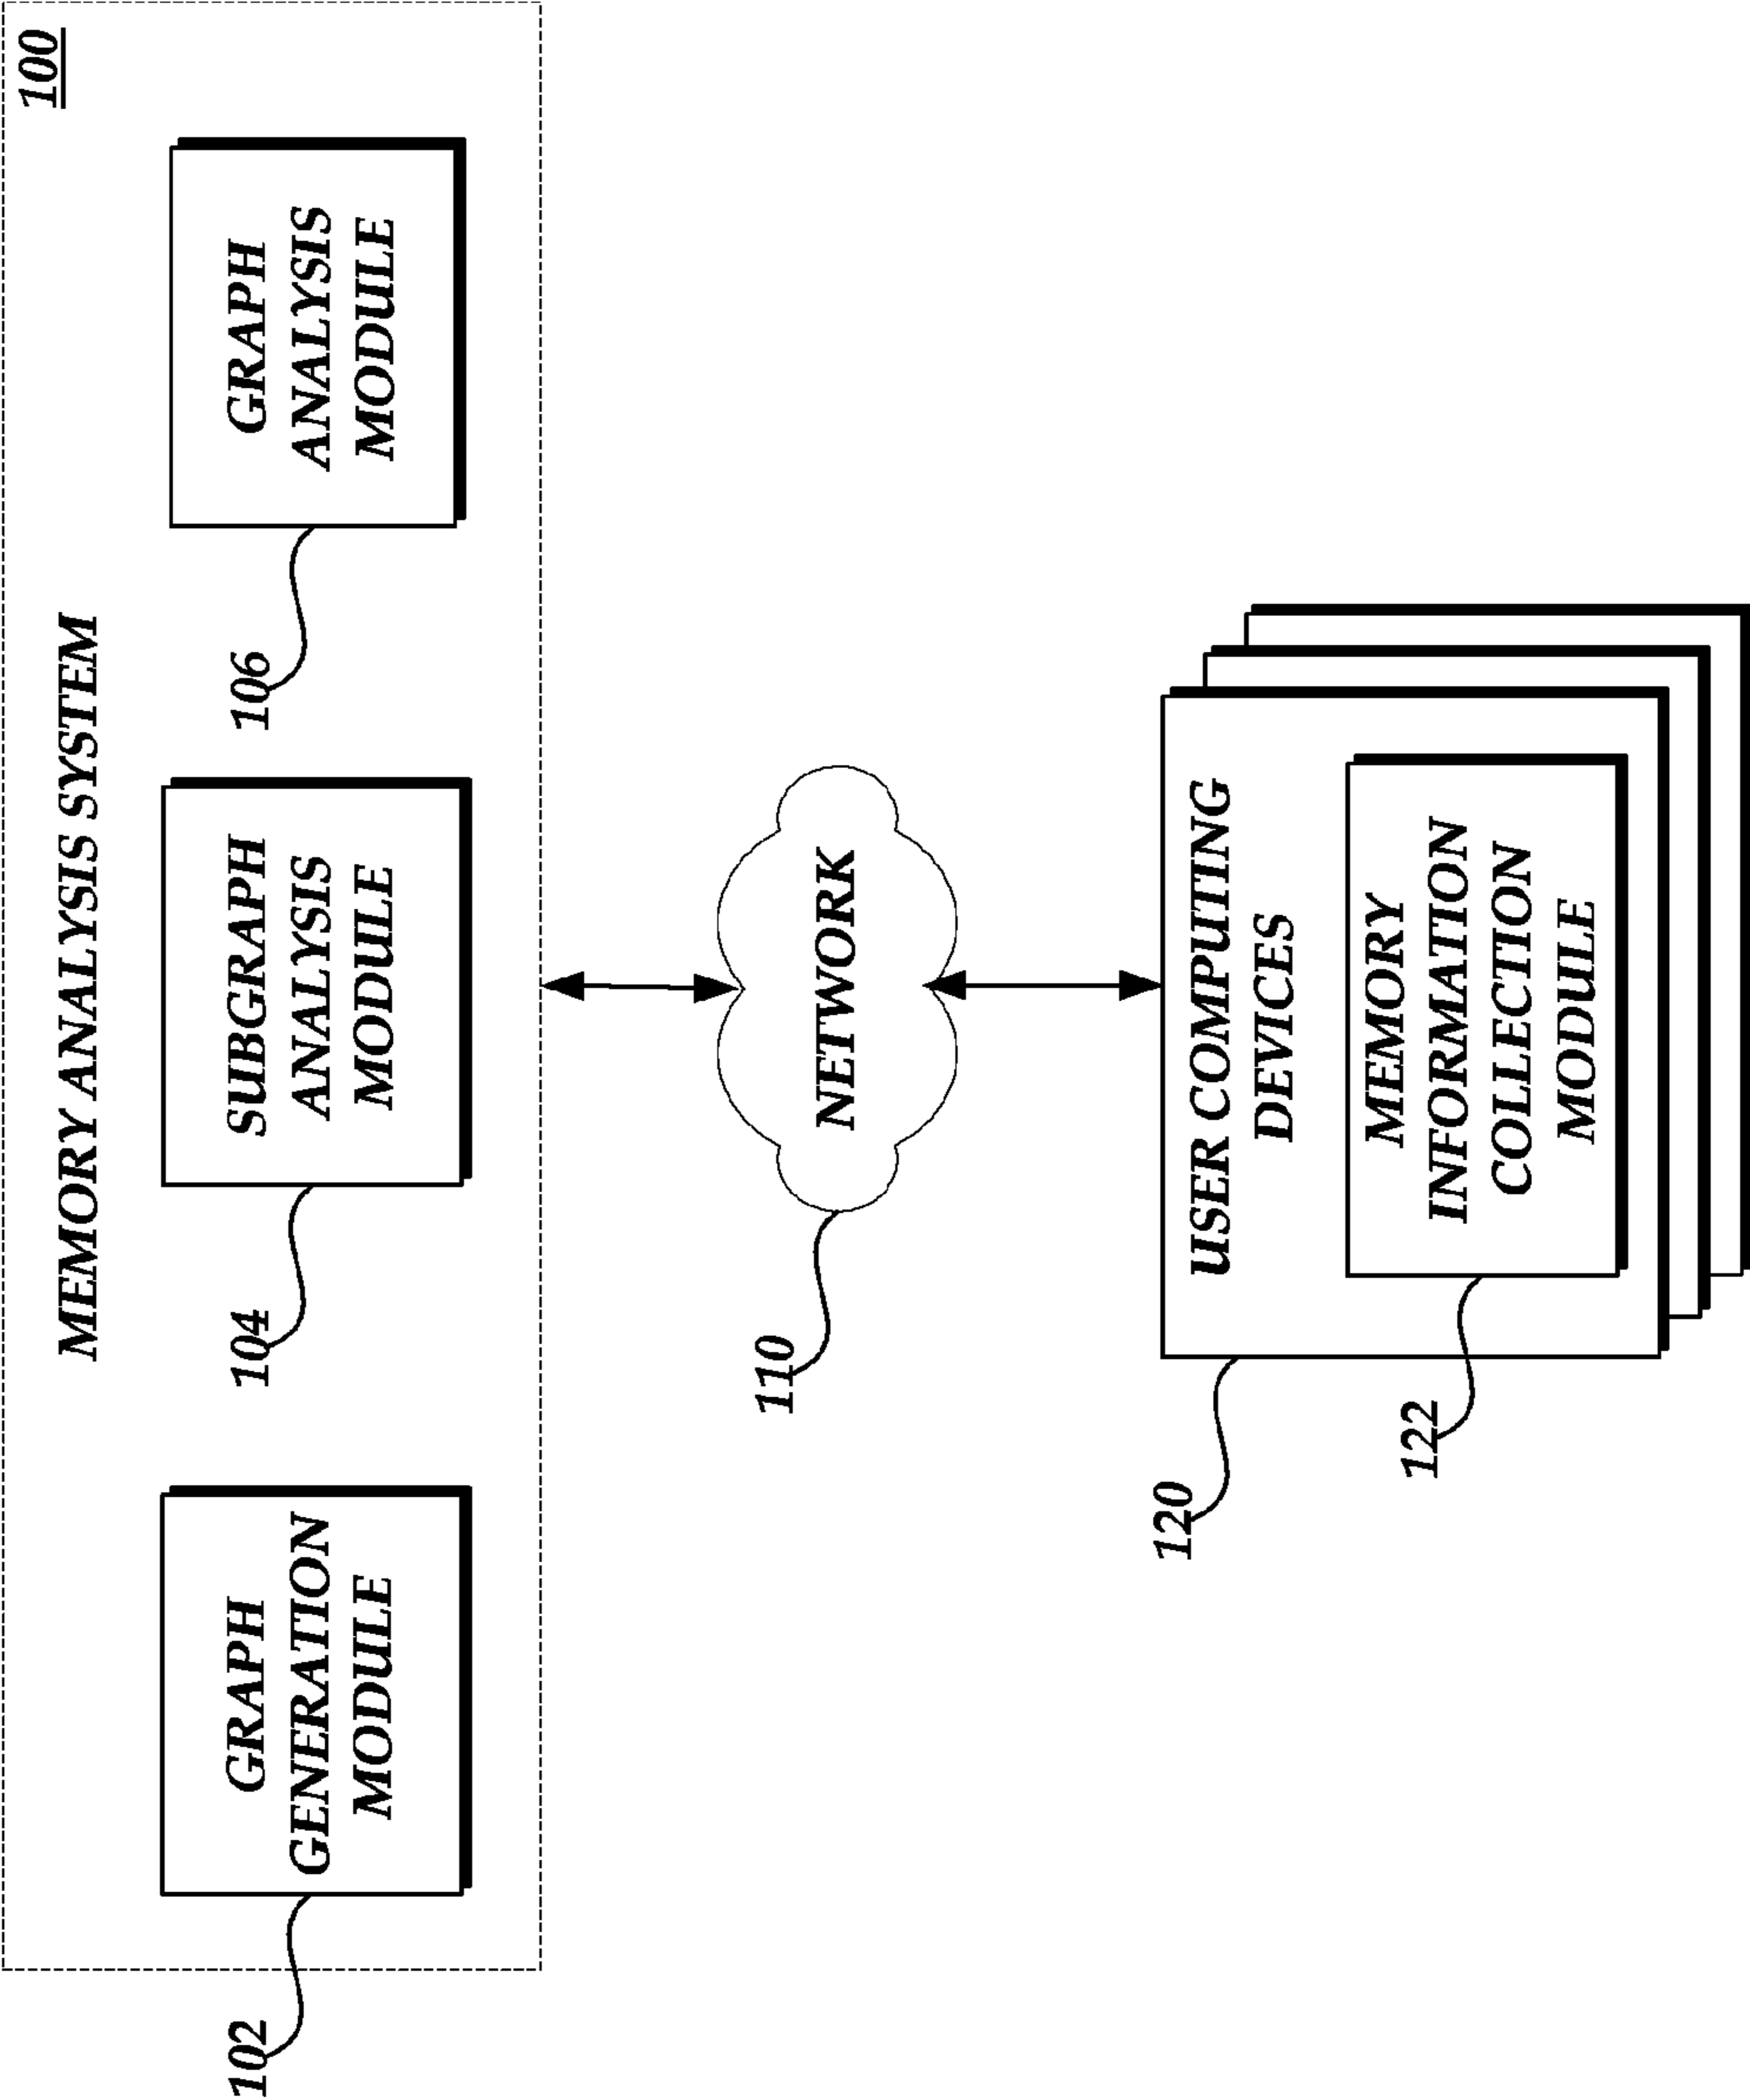 100
MEMORY ANALYSIS SYSTEM
102
GRAPH
GENERATION
MODULE
104
SUBGRAPH
ANALYSIS
MODULE
106
GRAPH
ANALYSIS
MODULE
110
NETWORK
120
USER COMPUTING
DEVICES
122
MEMORY
INFORMATION
COLLECTION
MODULE